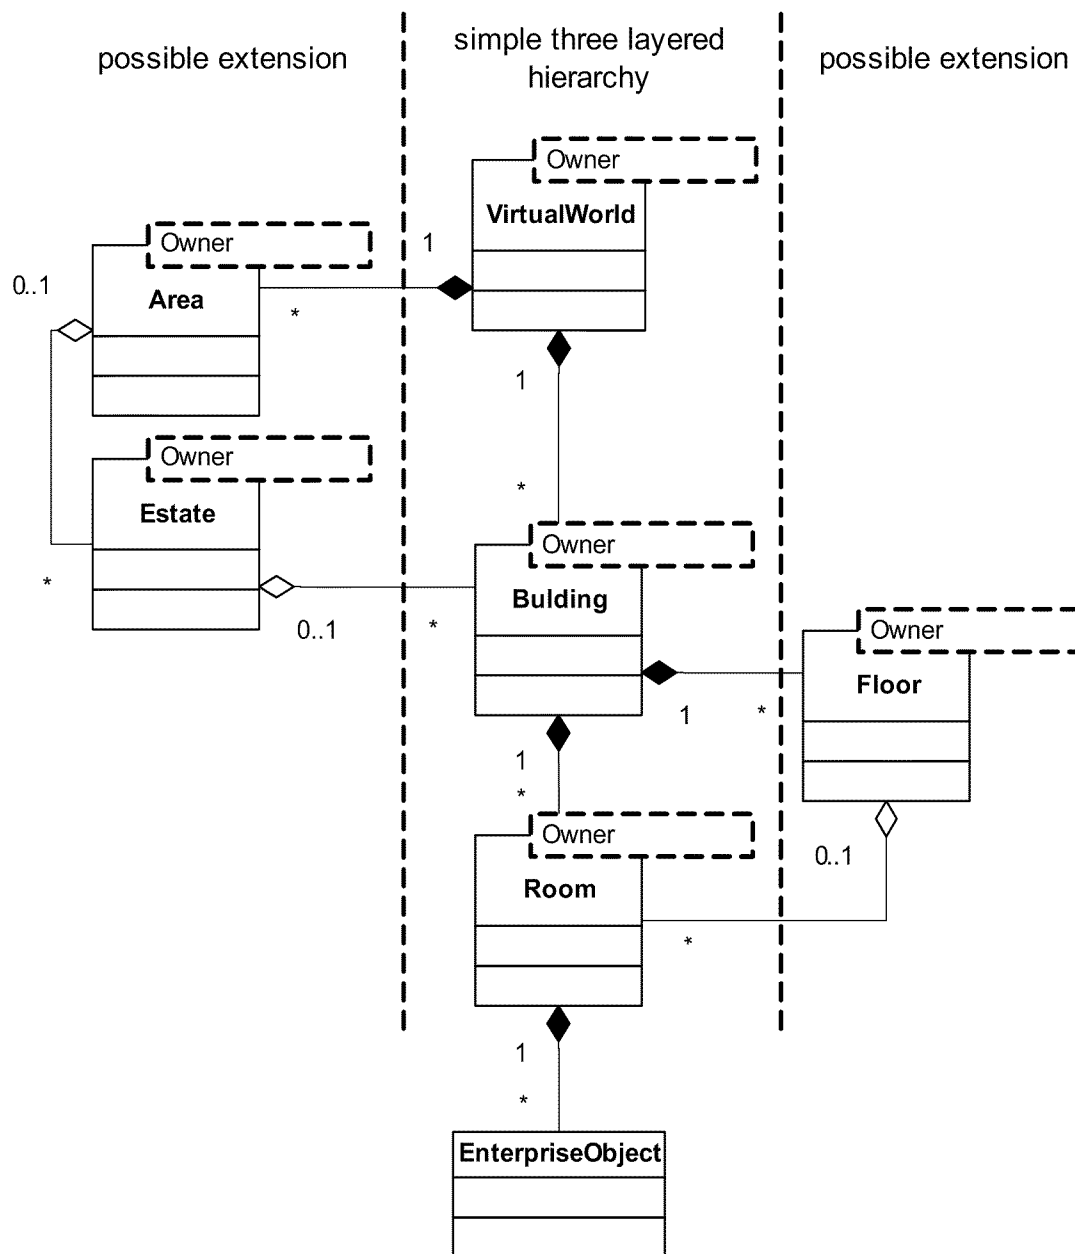 possible extension
simple three layered
hierarchy
possible extension
Owner
VirtualWorld
Owner
Area
0..1
1
*
1
Owner
Estate
*
*
0..1
*
Owner
Bulding
Owner
Floor
1
*
1
*
Owner
Room
0..1
*
1
*
EnterpriseObject